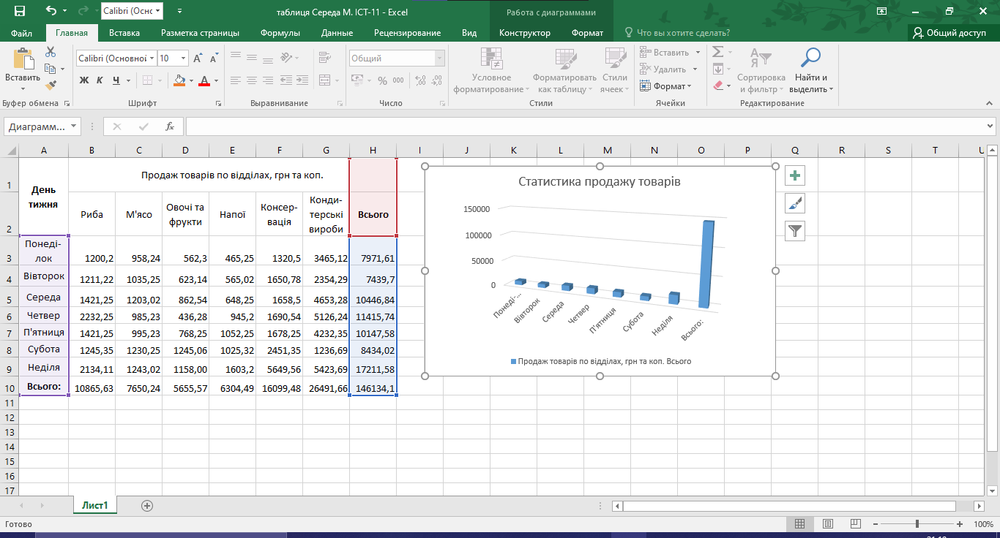 Calibri (Оснс
таблиця Середа М. ІСТ-11 - Excel
Работа с диаграммами
Файл Главная Вставка Разметка страницы Формулы Данные Рецензирование Вид Конструктор Формат Что вы хотите сделать? Общий доступ
Calibri (Основної 10 Общий
Вставить Удалить Формат
Вставить
Ж К Ч
% 000
Условное форматирование
Форматировать как таблицу
Стили ячеек
Сортировка и фильтр
Найти и выделить
Буфер обмена Шрифт Выравнивание Число Стили Ячейки Редактирование
Диаграмм... fx
A B C D E F G H I J K L M N O P Q R S T U
1 День тижня Продаж товарів по відділах, грн та коп.
2 Риба М'ясо Овочі та фрукти Напої Консер-вація Конди-терські вироби Всього
3 Понеді-лок 1200,2 958,24 562,3 465,25 1320,5 3465,12 7971,61
4 Вівторок 1211,22 1035,25 623,14 565,02 1650,78 2354,29 7439,7
5 Середа 1421,25 1203,02 862,54 648,25 1658,5 4653,28 10446,84
6 Четвер 2232,25 985,23 436,28 945,2 1690,54 5126,24 11415,74
7 П'ятниця 1421,25 995,23 768,25 1052,25 1678,25 4232,35 10147,58
8 Субота 1245,35 1230,25 1245,06 1025,32 2451,35 1236,69 8434,02
9 Неділя 2134,11 1243,02 1158,00 1603,2 5649,56 5423,69 17211,58
10 Всього: 10865,63 7650,24 5655,57 6304,49 16099,48 26491,66 146134,1
11
12
13
14
15
16
17
Статистика продажу товарів
150000
100000
50000
0
Понеді-... Вівторок Середа Четвер П'ятниця Субота Неділя Всього:
Продаж товарів по відділах, грн та коп. Всього
Лист1
Готово
100%